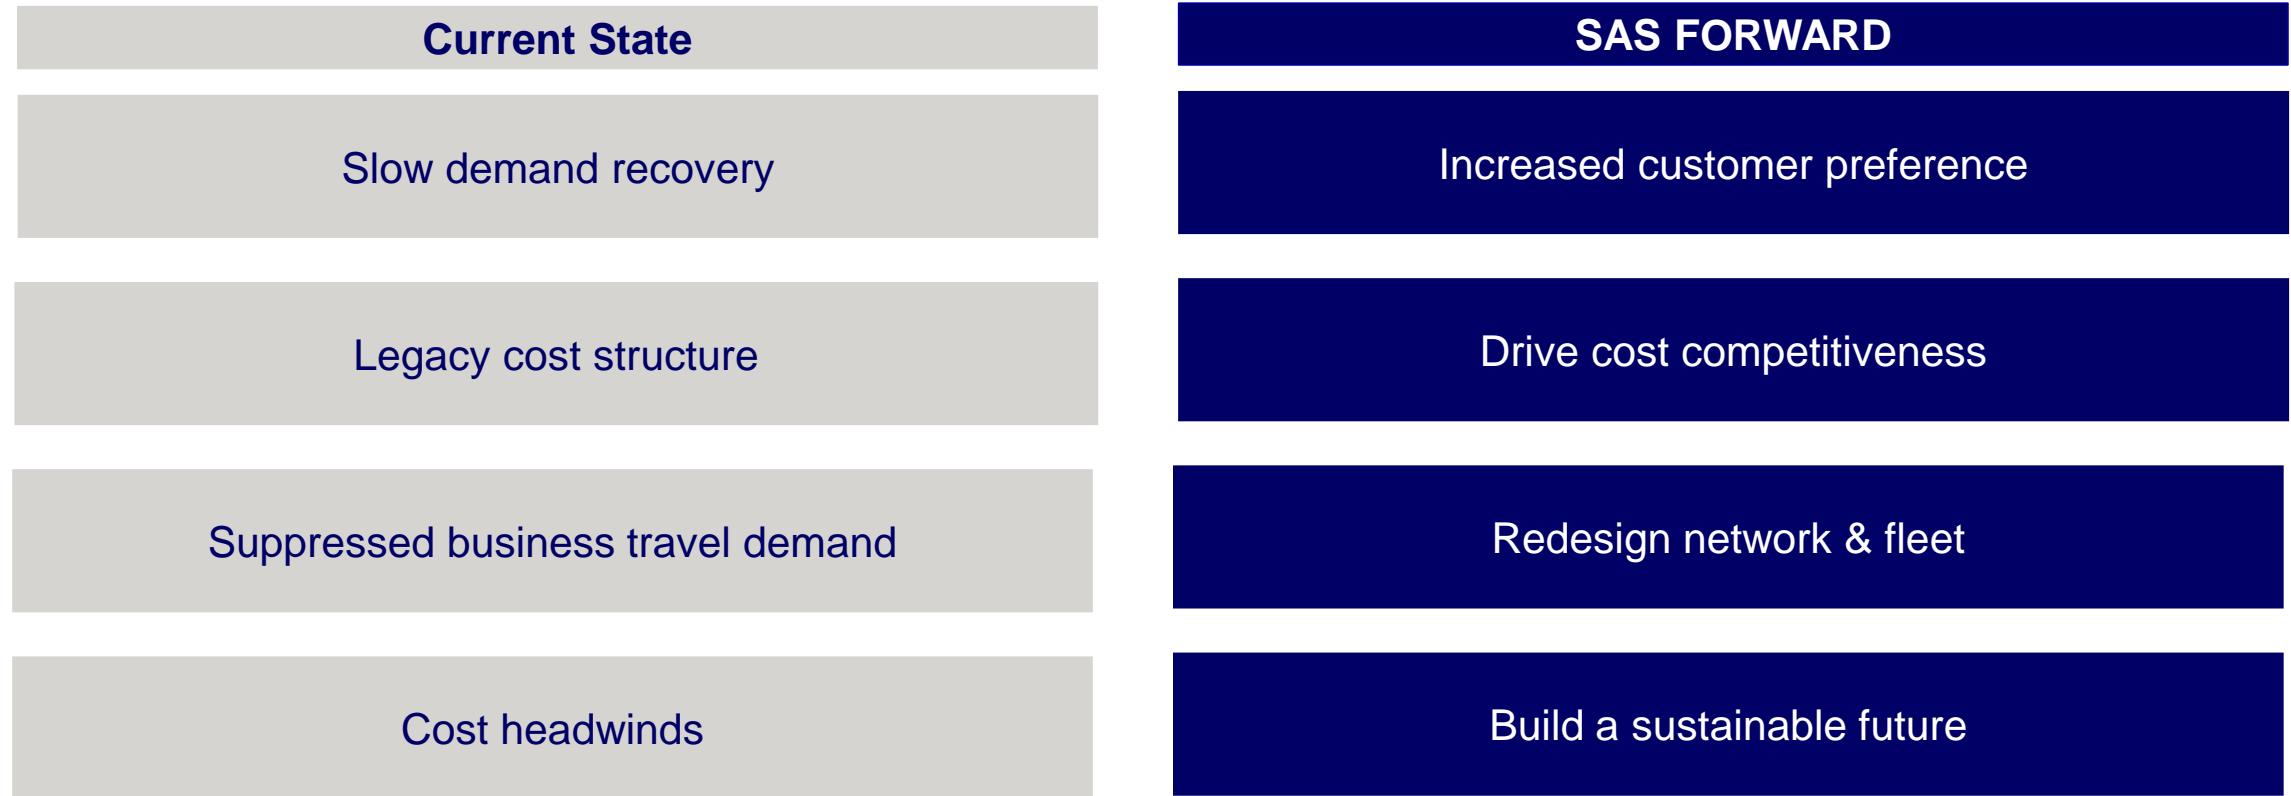 Current State
SAS FORWARD
Slow demand recovery
Increased customer preference
Legacy cost structure
Drive cost competitiveness
Suppressed business travel demand
Redesign network & fleet
Cost headwinds
Build a sustainable future